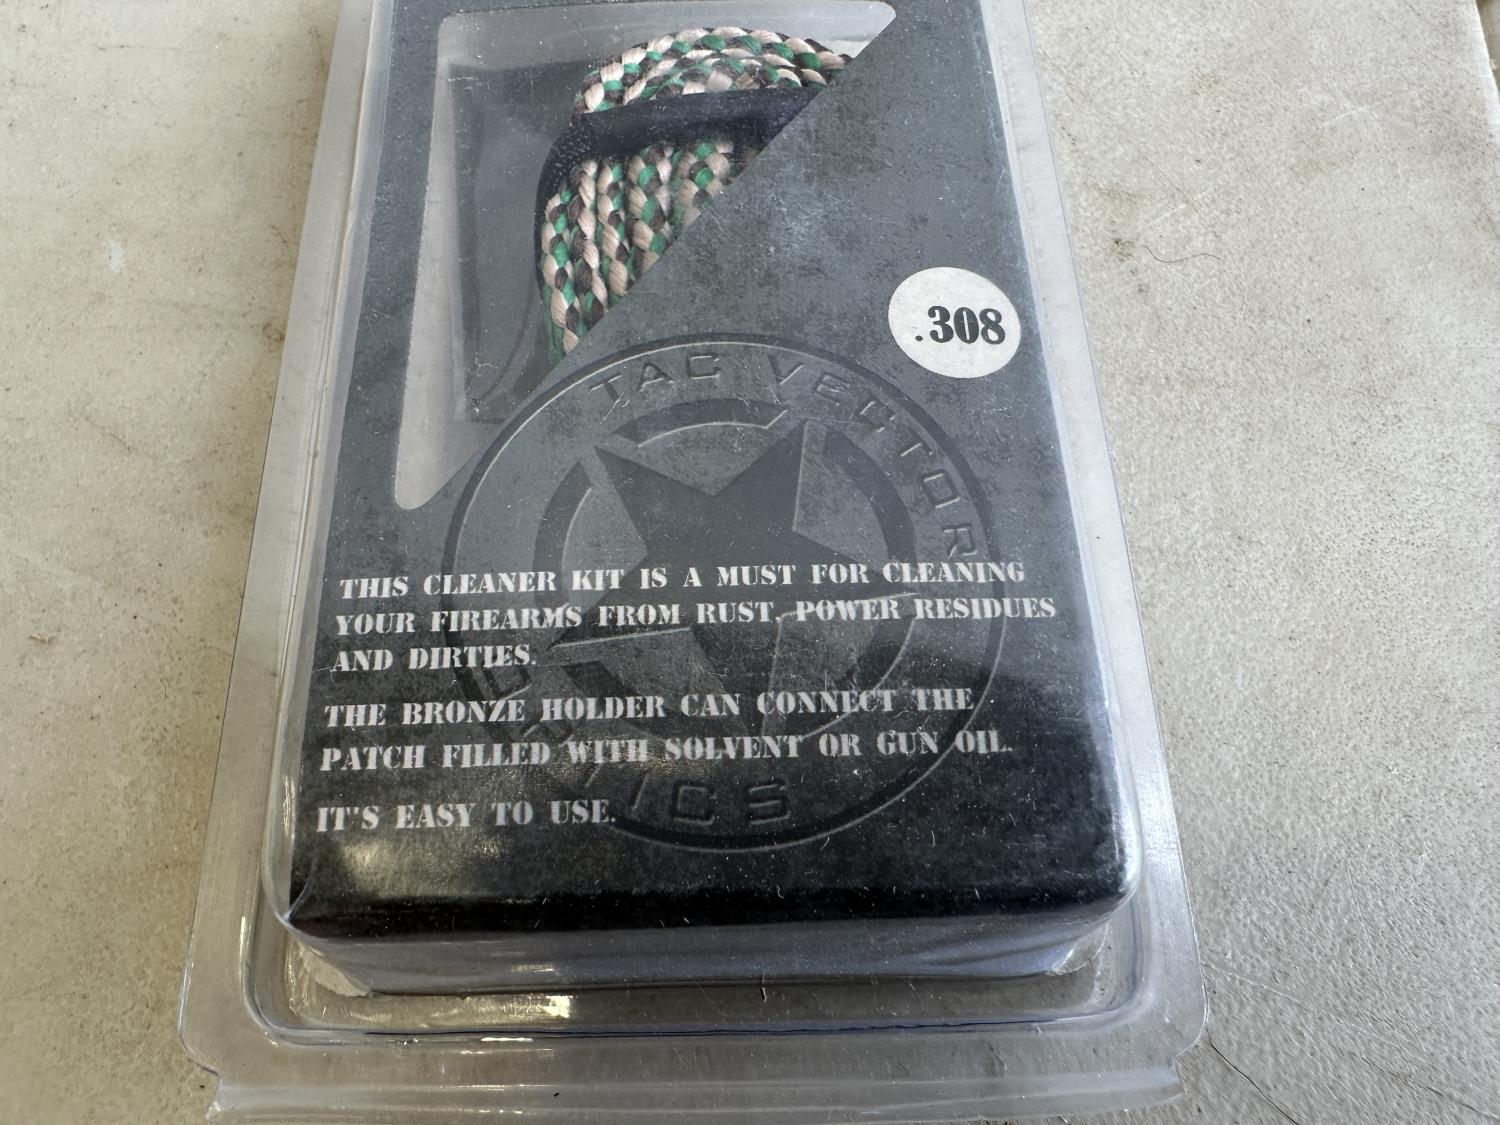 .308
TAC VECTOR
THIS CLEANER KIT IS A MUST FOR CLEANING
YOUR FIREARMS FROM RUST, POWER RESIDUES
AND DIRTIES.
THE BRONZE HOLDER CAN CONNECT THE
PATCH FILLED WITH SOLVENT OR GUN OIL.
IT'S EASY TO USE.